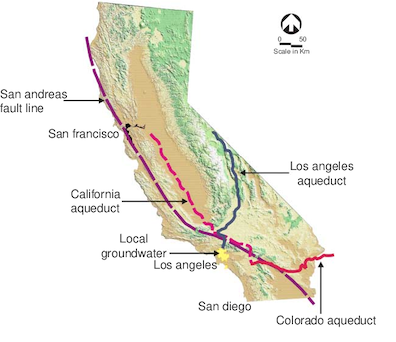 0 50
Scale in Km
San andreas
fault line
San francisco
Los angeles
aqueduct
California
aqueduct
Local
groundwater
Los angeles
San diego
Colorado aqueduct